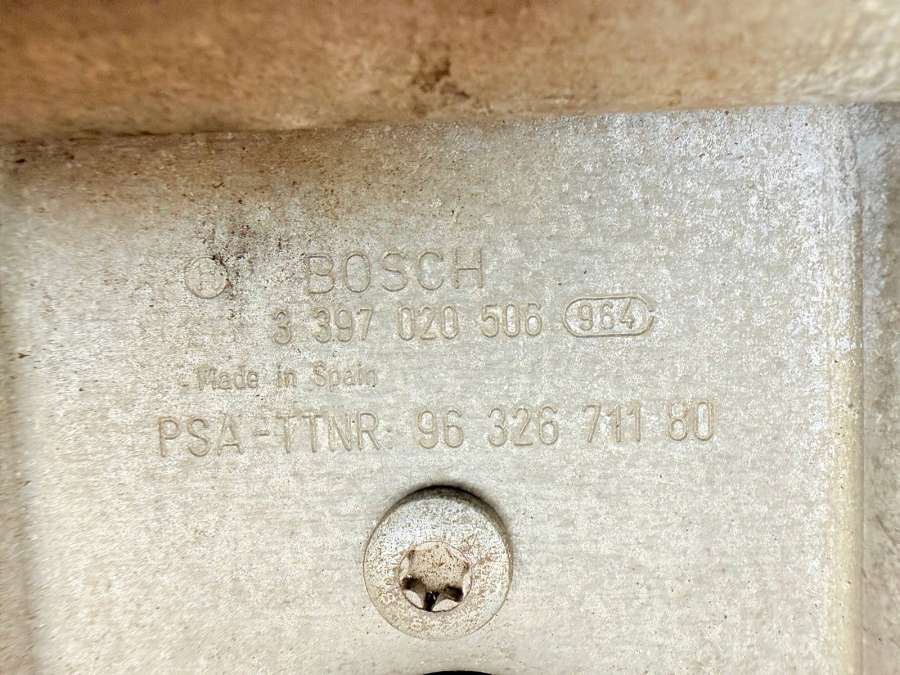 BOSCH
3 397 020 506 964
Made in Spain
PSA-TTNR: 96 326 711 80